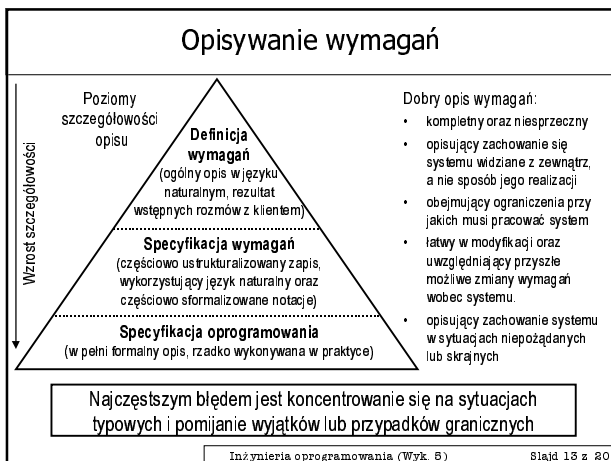 Opisywanie wymagań
Wzrost szczegółowości
Poziomy
szczegółowości
opisu
Definicja
wymagań
(ogólny opis w języku
naturalnym, rezultat
wstępnych rozmów z klientem)
Specyfikacja wymagań
(częściowo ustrukturalizowany zapis,
wykorzystujący język naturalny oraz
częściowo sformalizowane notacje)
Specyfikacja oprogramowania
(w pełni formalny opis, rzadko wykonywana w praktyce)
Dobry opis wymagań:
• kompletny oraz niesprzeczny
• opisujący zachowanie się
systemu widziane z zewnątrz,
a nie sposób jego realizacji
• obejmujący ograniczenia przy
jakich musi pracować system
• łatwy w modyfikacji oraz
uwzględniający przyszłe
możliwe zmiany wymagań
wobec systemu.
• opisujący zachowanie systemu
w sytuacjach niepożądanych
lub skrajnych
Najczęstszym błędem jest koncentrowanie się na sytuacjach
typowych i pomijanie wyjątków lub przypadków granicznych
Inżynieria oprogramowania (Wyk. 5) Slajd 13 z 20